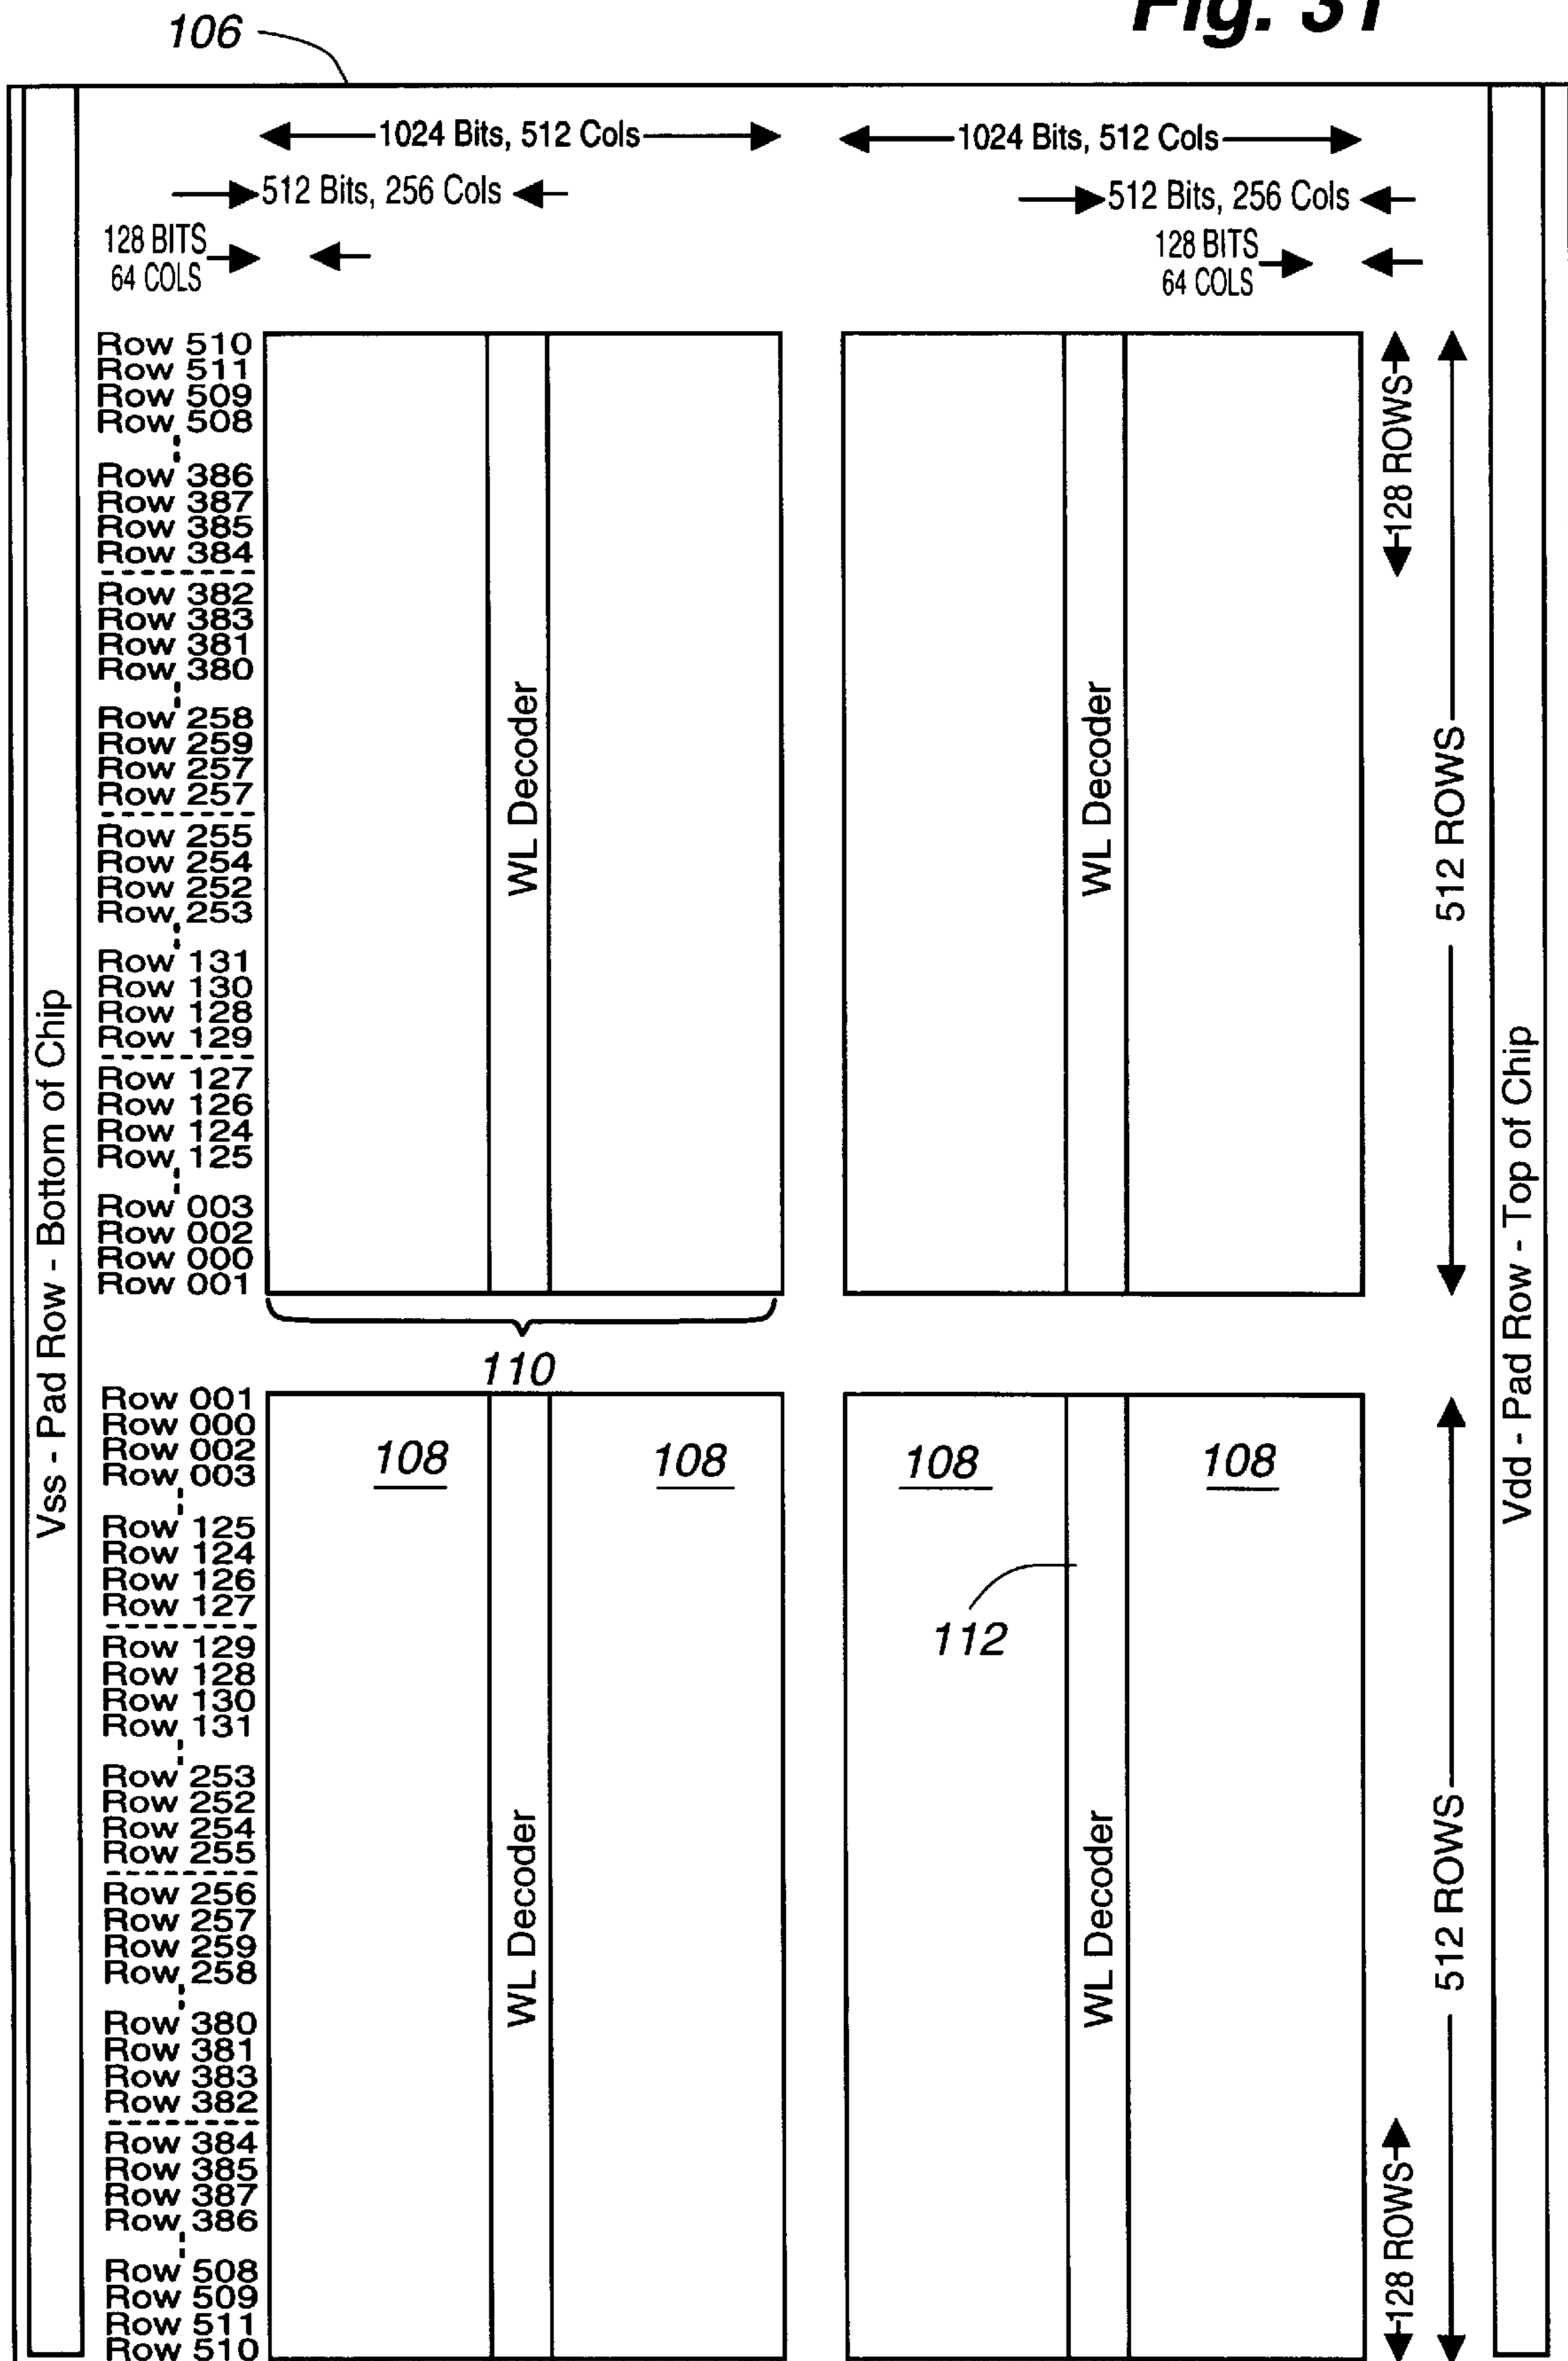 Fig. 31
106
1024 Bits, 512 Cols
1024 Bits, 512 Cols
512 Bits, 256 Cols
512 Bits, 256 Cols
128 BITS
64 COLS
128 BITS
64 COLS
Row 510
Row 511
Row 509
Row 508
Row 386
Row 387
Row 385
Row 384
Row 382
Row 383
Row 381
Row 380
Row 258
Row 259
Row 257
Row 257
Row 255
Row 254
Row 252
Row 253
Row 131
Row 130
Row 128
Row 129
Row 127
Row 126
Row 124
Row 125
Row 003
Row 002
Row 000
Row 001
WL Decoder
WL Decoder
128 ROWS
512 ROWS
Vss - Pad Row - Bottom of Chip
Vdd - Pad Row - Top of Chip
110
Row 001
Row 000
Row 002
Row 003
Row 125
Row 124
Row 126
Row 127
Row 129
Row 128
Row 130
Row 131
Row 253
Row 252
Row 254
Row 255
Row 256
Row 257
Row 259
Row 258
Row 380
Row 381
Row 383
Row 382
Row 384
Row 385
Row 387
Row 386
Row 508
Row 509
Row 511
Row 510
108
108
108
108
112
WL Decoder
WL Decoder
128 ROWS
512 ROWS